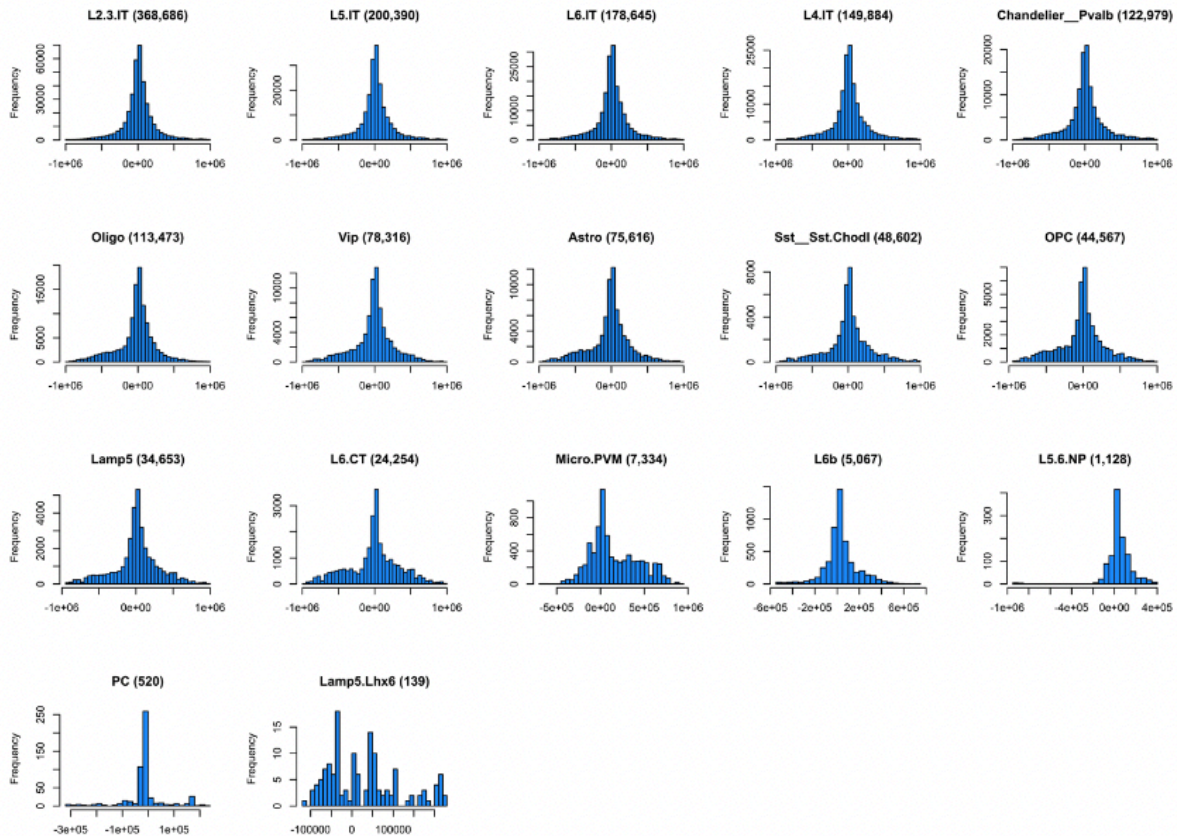 L2.3.IT (368,686)
L5.IT (200,390)
L6.IT (178,645)
L4.IT (149,884)
Chandelier__Pvalb (122,979)
Frequency
0 30000 60000
-1e+06 0e+00 1e+06
Frequency
0 20000
-1e+06 0e+00 1e+06
Frequency
0 10000 25000
-1e+06 0e+00 1e+06
Frequency
0 10000 25000
-1e+06 0e+00 1e+06
Frequency
0 10000 20000
-1e+06 0e+00 1e+06
Oligo (113,473)
Vip (78,316)
Astro (75,616)
Sst__Sst.Chodl (48,602)
OPC (44,567)
Frequency
0 5000 15000
-1e+06 0e+00 1e+06
Frequency
0 4000 10000
-1e+06 0e+00 1e+06
Frequency
0 4000 10000
-1e+06 0e+00 1e+06
Frequency
0 4000 8000
-1e+06 0e+00 1e+06
Frequency
0 2000 6000
-1e+06 0e+00 1e+06
Lamp5 (34,653)
L6.CT (24,254)
Micro.PVM (7,334)
L6b (5,067)
L5.6.NP (1,128)
Frequency
0 2000 4000
-1e+06 0e+00 1e+06
Frequency
0 1000 3000
-1e+06 0e+00 1e+06
Frequency
0 400 800
-5e+05 0e+00 5e+05 1e+06
Frequency
0 500 1000 1500
-6e+05 -2e+05 2e+05 6e+05
Frequency
0 100 300
-1e+06 0e+00 4e+05
PC (520)
Lamp5.Lhx6 (139)
Frequency
0 50 150 250
-3e+05 -1e+05 1e+05
Frequency
0 5 10 15
-100000 0 100000